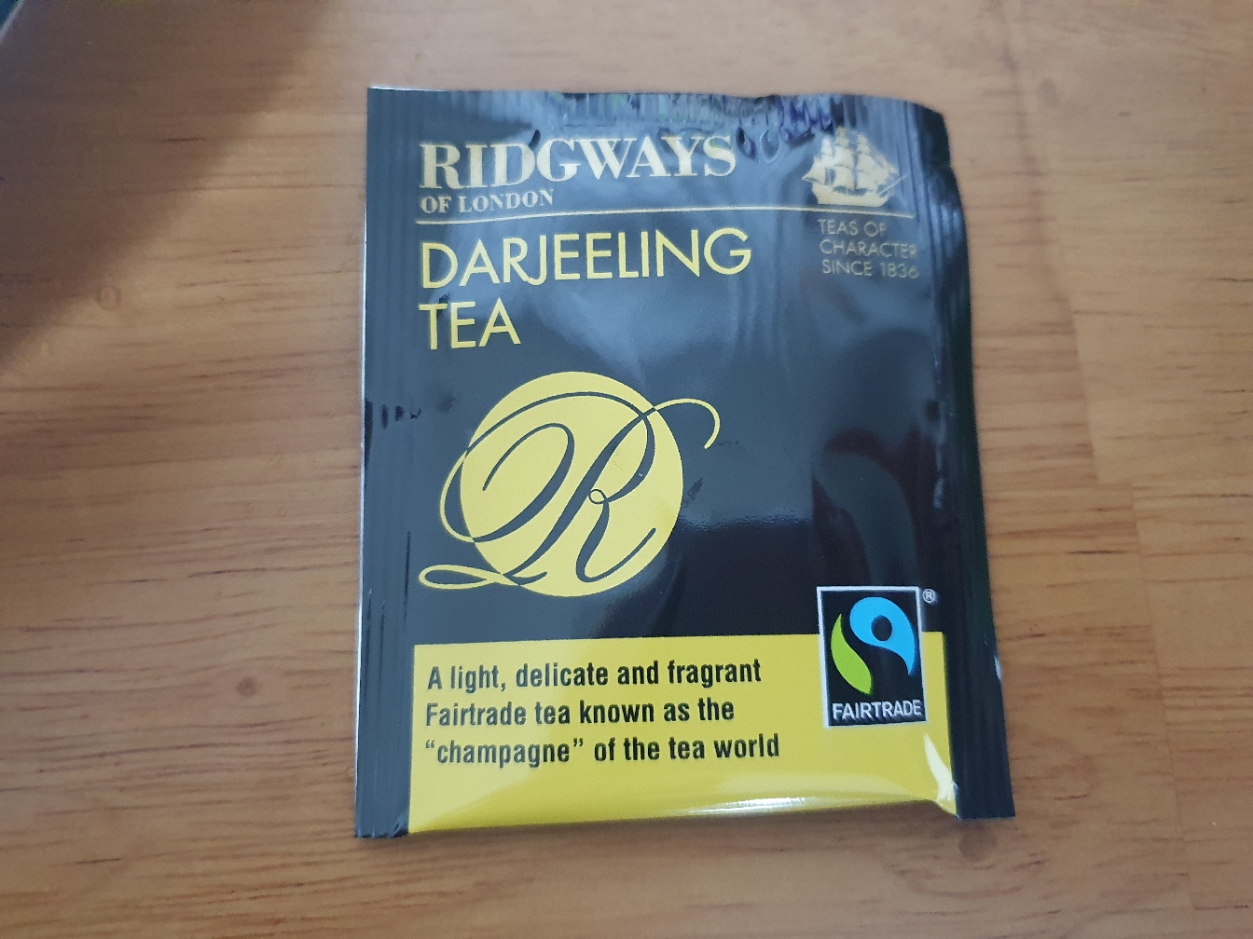 RIDGWAYS
OF LONDON
TEAS OF
CHARACTER
SINCE 1836
DARJEELING
TEA
R
A light, delicate and fragrant
Fairtrade tea known as the
“champagne” of the tea world
®
FAIRTRADE